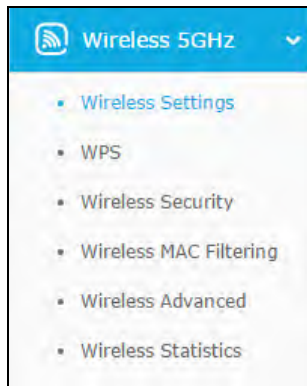 Wireless 5GHz
Wireless Settings
WPS
Wireless Security
Wireless MAC Filtering
Wireless Advanced
Wireless Statistics